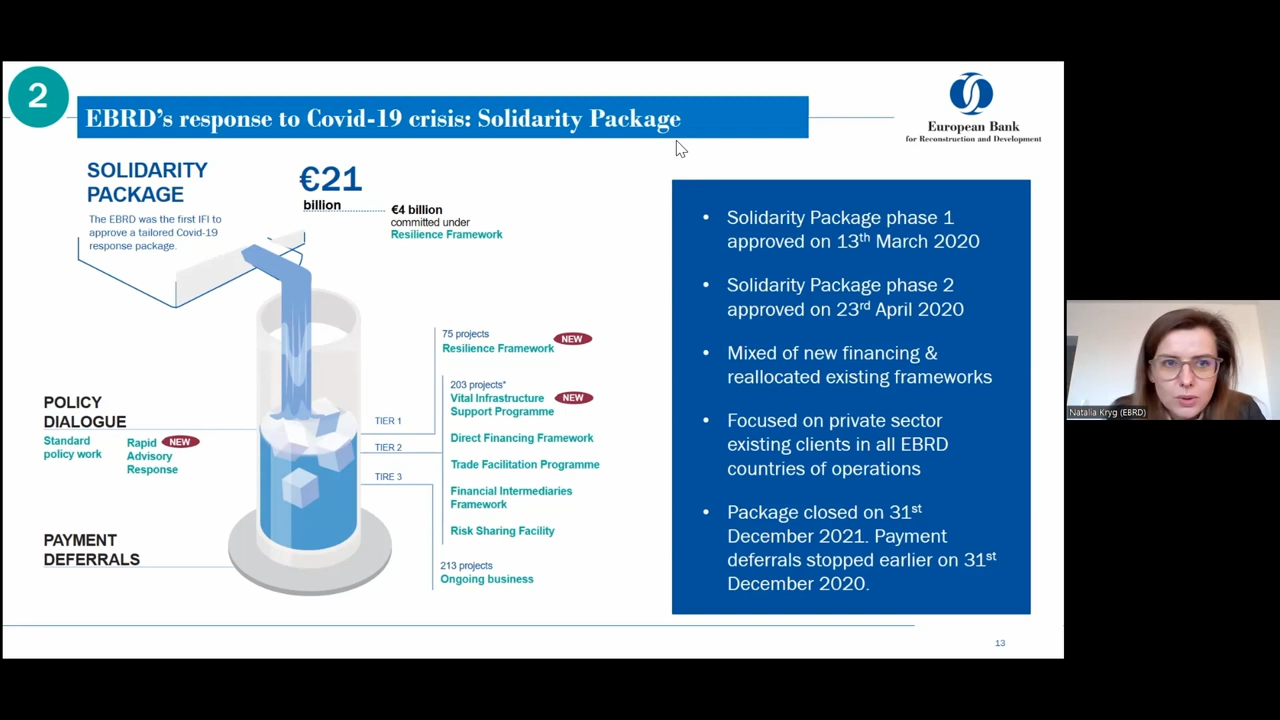 2
EBRD's response to Covid-19 crisis: Solidarity Package
European Bank
for Reconstruction and Development
SOLIDARITY
PACKAGE
The EBRD was the first IFI to
approve a tailored Covid-19
response package.
€21
billion
€4 billion
committed under
Resilience Framework
75 projects
Resilience Framework NEW
203 projects*
Vital Infrastructure NEW
Support Programme
Direct Financing Framework
Trade Facilitation Programme
Financial Intermediaries
Framework
Risk Sharing Facility
213 projects
Ongoing business
TIER 1
TIER 2
TIRE 3
POLICY
DIALOGUE
Standard
policy work
Rapid NEW
Advisory
Response
PAYMENT
DEFERRALS
• Solidarity Package phase 1
approved on 13th March 2020
• Solidarity Package phase 2
approved on 23rd April 2020
• Mixed of new financing &
reallocated existing frameworks
• Focused on private sector
existing clients in all EBRD
countries of operations
• Package closed on 31st
December 2021. Payment
deferrals stopped earlier on 31st
December 2020.
13
Natalia Kryg (EBRD)